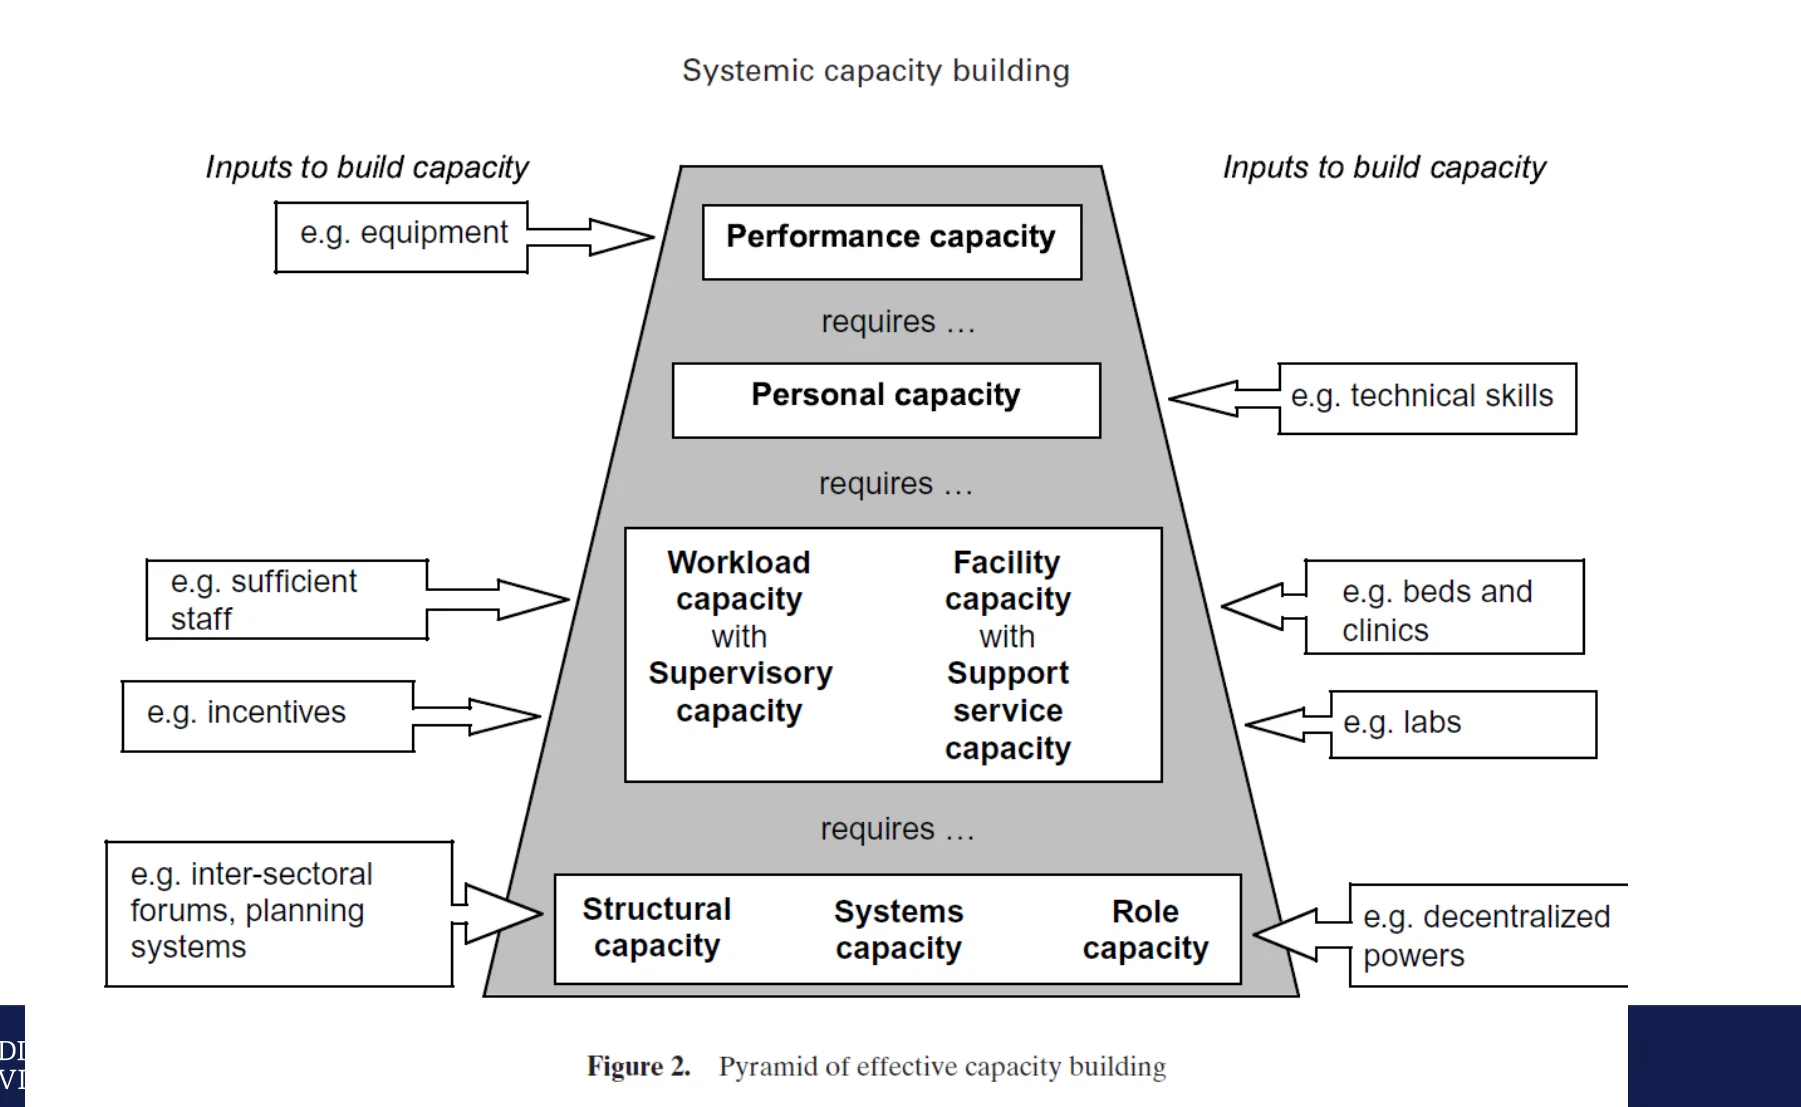 Systemic capacity building
Inputs to build capacity
Inputs to build capacity
e.g. equipment
Performance capacity
requires …
Personal capacity
e.g. technical skills
requires …
e.g. sufficient
staff
Workload
capacity
with
Supervisory
capacity
Facility
capacity
with
Support
service
capacity
e.g. beds and
clinics
e.g. incentives
e.g. labs
requires …
e.g. inter-sectoral
forums, planning
systems
Structural
capacity
Systems
capacity
Role
capacity
e.g. decentralized
powers
DI
VI
Figure 2. Pyramid of effective capacity building